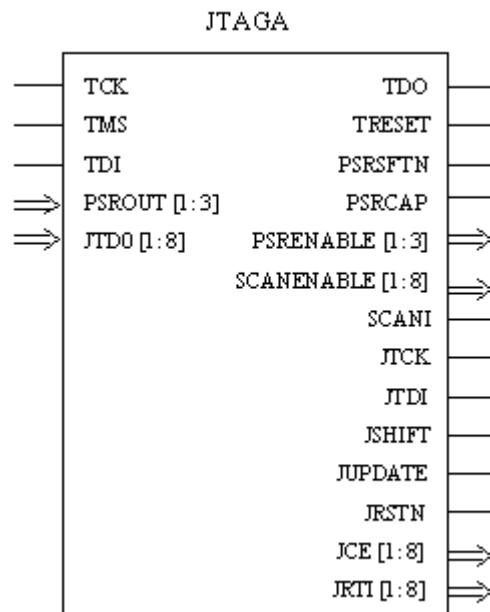 JTAGA
TCK
TDO
TMS
TRESET
TDI
PSRSFTN
PSROUT [1:3]
PSRCAP
JTDO [1:8]
PSRENABLE [1:3]
SCANENABLE [1:8]
SCANI
JTCK
JTDI
JSHIFT
JUPDATE
JRSTN
JCE [1:8]
JRTI [1:8]